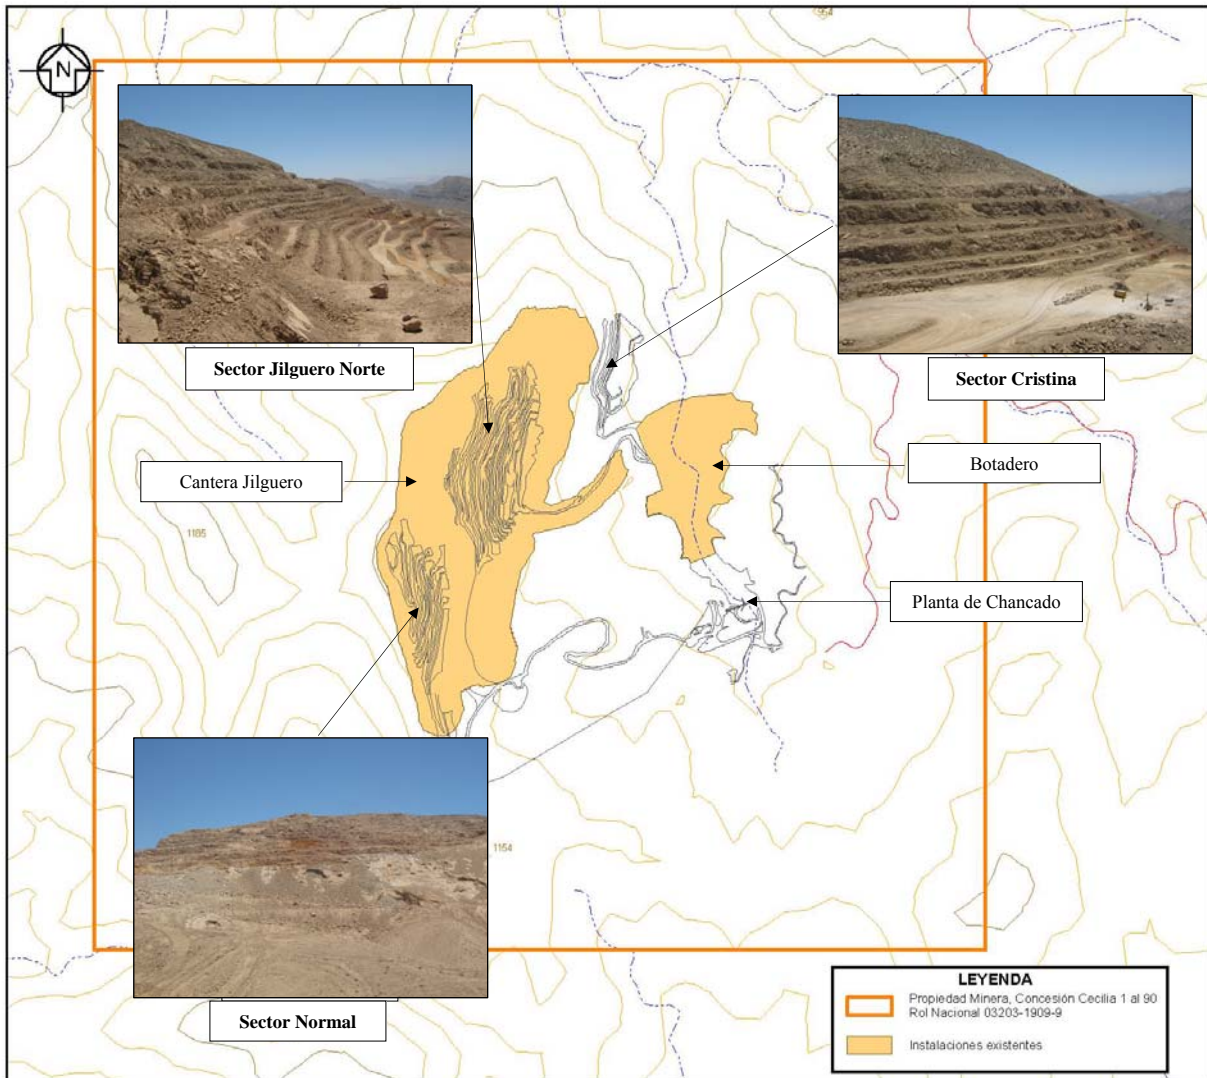 954
N
Sector Jilguero Norte
Sector Cristina
Cantera Jilguero
Botadero
1185
Planta de Chancado
1154
Sector Normal
LEYENDA
Propiedad Minera, Concesión Cecilia 1 al 90
Rol Nacional 03203-1909-9
Instalaciones existentes